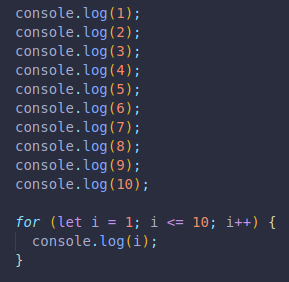 console.log(1);
console.log(2);
console.log(3);
console.log(4);
console.log(5);
console.log(6);
console.log(7);
console.log(8);
console.log(9);
console.log(10);

for (let i = 1; i <= 10; i++) {
  console.log(i);
}